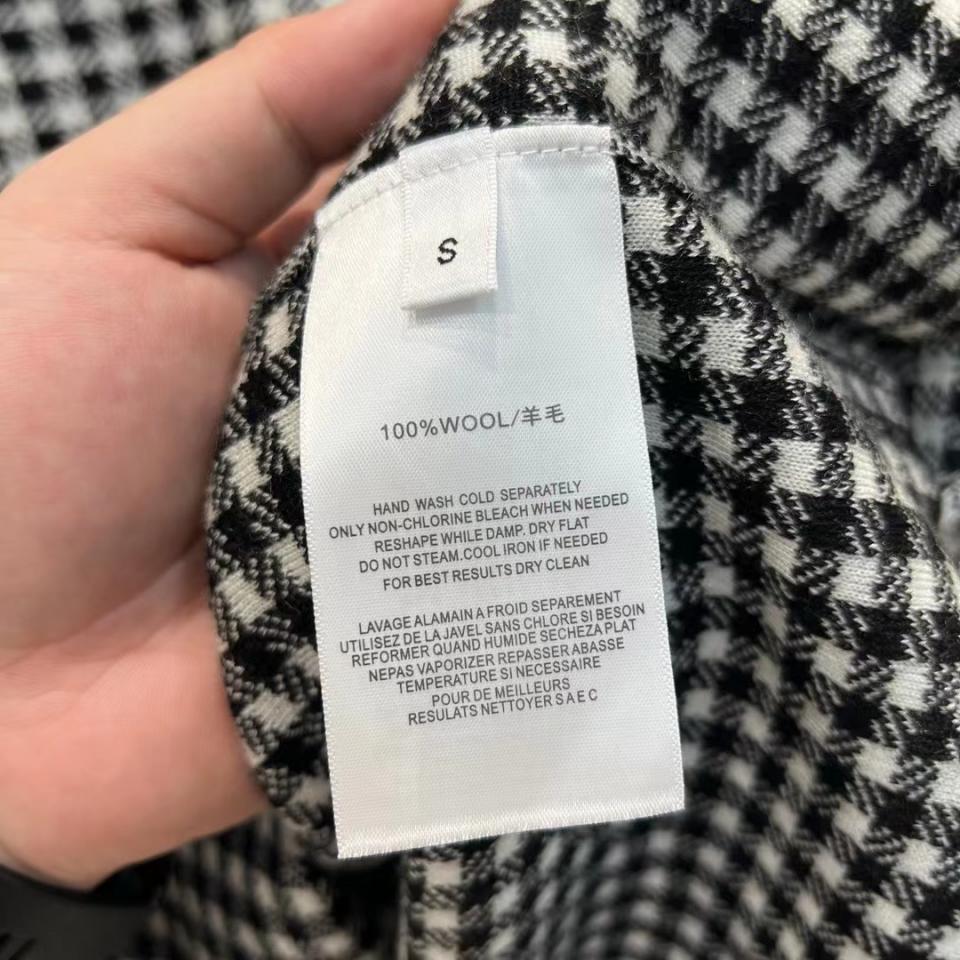 S
100%WOOL/羊毛
HAND WASH COLD SEPARATELY
ONLY NON-CHLORINE BLEACH WHEN NEEDED
RESHAPE WHILE DAMP. DRY FLAT
DO NOT STEAM.COOL IRON IF NEEDED
FOR BEST RESULTS DRY CLEAN
LAVAGE ALAMAIN A FROID SEPAREMENT
UTILISEZ DE LA JAVEL SANS CHLORE SI BESOIN
REFORMER QUAND HUMIDE SECHEZA PLAT
NEPAS VAPORIZER REPASSER ABASSE
TEMPERATURE SI NECESSAIRE
POUR DE MEILLEURS
RESULATS NETTOYER S A E C